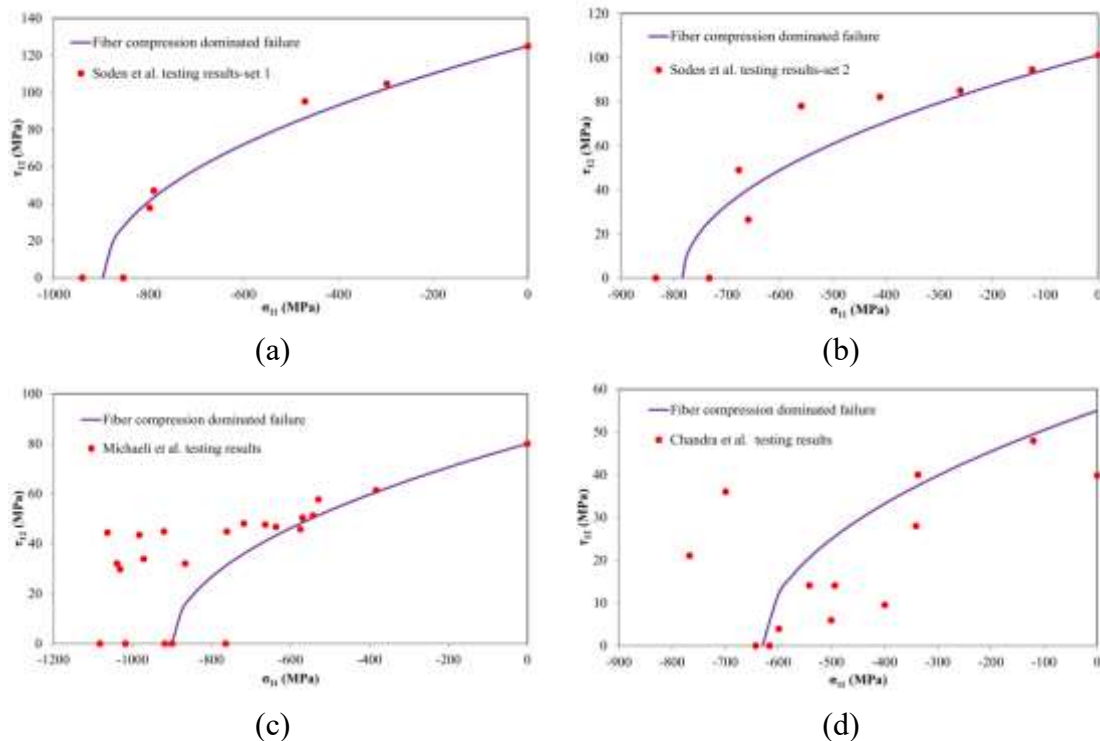 140
120
100
80
60
40
20
0
τ12 (MPa)
Fiber compression dominated failure
Soden et al. testing results-set 1
-1000 -800 -600 -400 -200 0
σ11 (MPa)
(a)
120
100
80
60
40
20
0
τ12 (MPa)
Fiber compression dominated failure
Soden et al. testing results-set 2
-900 -800 -700 -600 -500 -400 -300 -200 -100 0
σ11 (MPa)
(b)
80
60
40
20
0
τ12 (MPa)
Fiber compression dominated failure
Michaeli et al. testing results
-1200 -1000 -800 -600 -400 -200 0
σ11 (MPa)
(c)
60
50
40
30
20
10
0
τ12 (MPa)
Fiber compression dominated failure
Chandra et al. testing results
-900 -800 -700 -600 -500 -400 -300 -200 -100 0
σ11 (MPa)
(d)